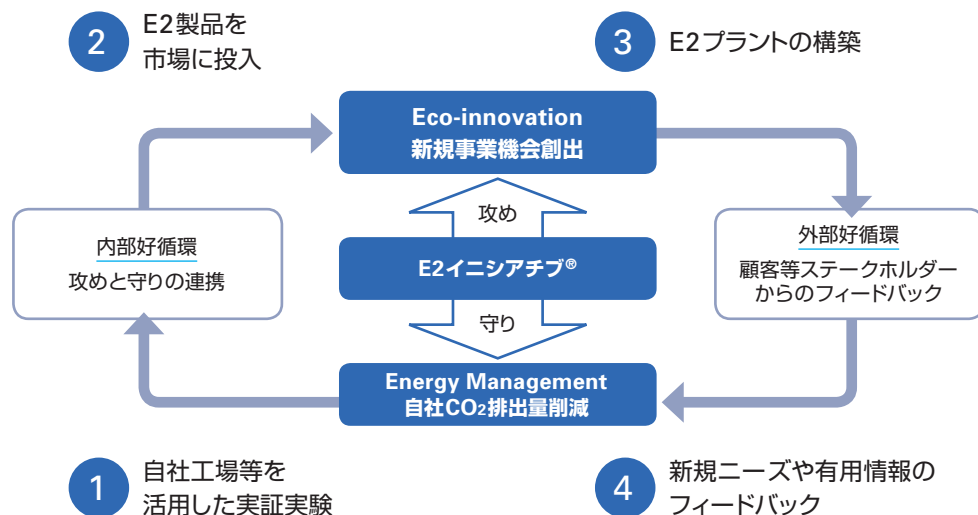 2
E2製品を
市場に投入
3
E2プラントの構築
Eco-innovation
新規事業機会創出
攻め
内部好循環
攻めと守りの連携
E2イニシアチブ®
外部好循環
顧客等ステークホルダー
からのフィードバック
守り
Energy Management
自社CO₂排出量削減
1
自社工場等を
活用した実証実験
4
新規ニーズや有用情報の
フィードバック